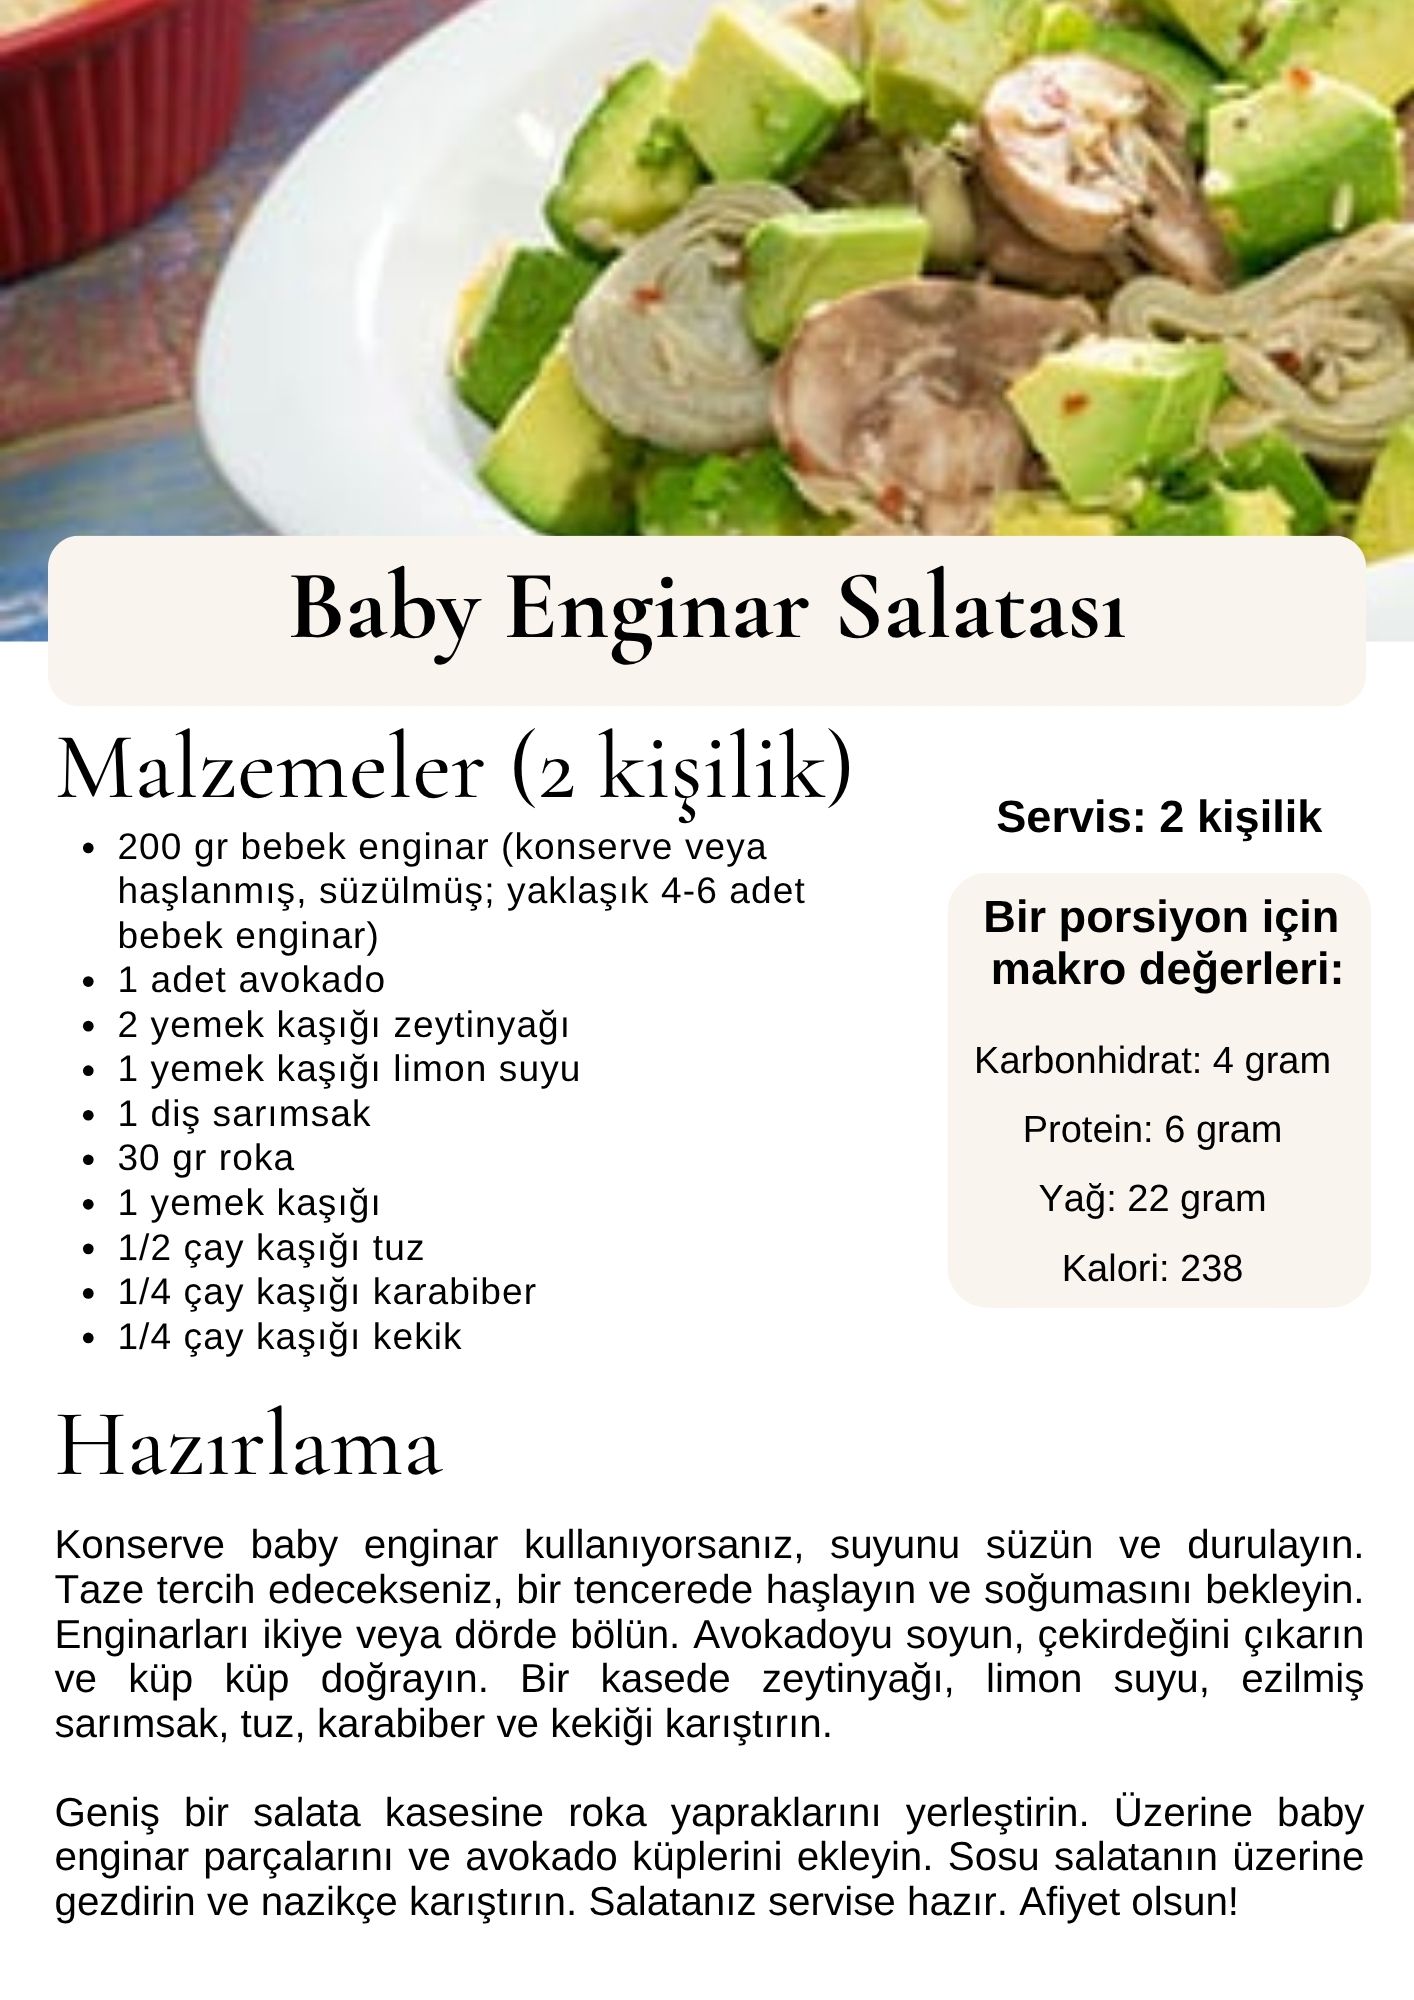 Baby Enginar Salatası
Malzemeler (2 kişilik)
• 200 gr bebek enginar (konserve veya
haşlanmış, süzülmüş; yaklaşık 4-6 adet
bebek enginar)
• 1 adet avokado
• 2 yemek kaşığı zeytinyağı
• 1 yemek kaşığı limon suyu
• 1 diş sarımsak
• 30 gr roka
• 1 yemek kaşığı
• 1/2 çay kaşığı tuz
• 1/4 çay kaşığı karabiber
• 1/4 çay kaşığı kekik
Servis: 2 kişilik
Bir porsiyon için
makro değerleri:
Karbonhidrat: 4 gram
Protein: 6 gram
Yağ: 22 gram
Kalori: 238
Hazırlama
Konserve baby enginar kullanıyorsanız, suyunu süzün ve durulayın.
Taze tercih edecekseniz, bir tencerede haşlayın ve soğumasını bekleyin.
Enginarları ikiye veya dörde bölün. Avokadoyu soyun, çekirdeğini çıkarın
ve küp küp doğrayın. Bir kasede zeytinyağı, limon suyu, ezilmiş
sarımsak, tuz, karabiber ve kekiği karıştırın.
Geniş bir salata kasesine roka yapraklarını yerleştirin. Üzerine baby
enginar parçalarını ve avokado küplerini ekleyin. Sosu salatanın üzerine
gezdirin ve nazikçe karıştırın. Salatanız servise hazır. Afiyet olsun!